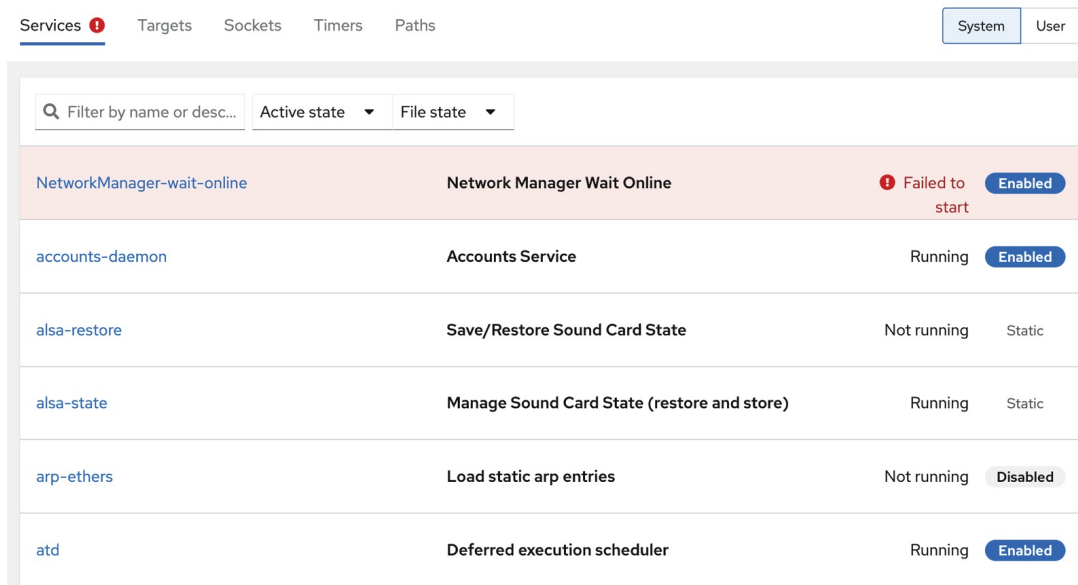 Services Targets Sockets Timers Paths System User
Filter by name or desc... Active state File state
NetworkManager-wait-online Network Manager Wait Online Failed to start Enabled
accounts-daemon Accounts Service Running Enabled
alsa-restore Save/Restore Sound Card State Not running Static
alsa-state Manage Sound Card State (restore and store) Running Static
arp-ethers Load static arp entries Not running Disabled
atd Deferred execution scheduler Running Enabled